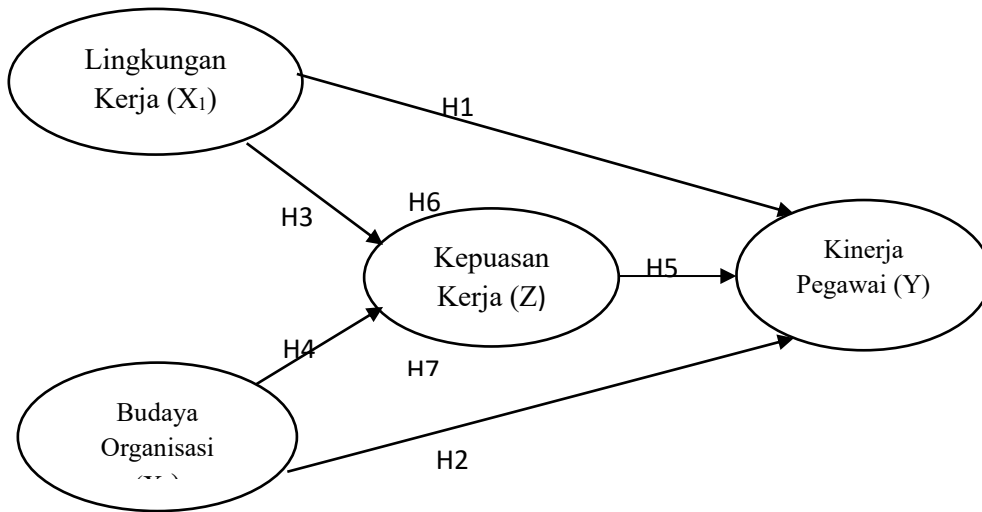 Lingkungan
Kerja (X₁)
H1
H3
H6
Kepuasan
Kerja (Z)
H5
Kinerja
Pegawai (Y)
H4
H7
Budaya
Organisasi
H2